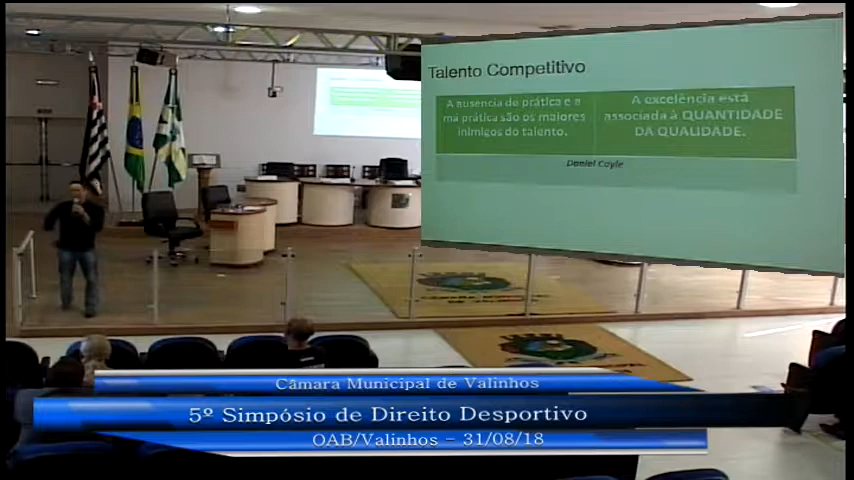 Talento Competitivo
A ausencia de prática e a
má prática são os maiores
inimigos do talento.
A excelência está
associada à QUANTIDADE
DA QUALIDADE.
Daniel Coyle
Câmara Municipal de Valinhos
5º Simpósio de Direito Desportivo
OAB/Valinhos - 31/08/18